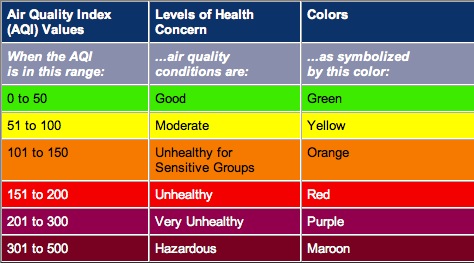 Air Quality Index
(AQI) Values
Levels of Health
Concern
Colors
When the AQI
is in this range:
...air quality
conditions are:
...as symbolized
by this color:
0 to 50
Good
Green
51 to 100
Moderate
Yellow
101 to 150
Unhealthy for
Sensitive Groups
Orange
151 to 200
Unhealthy
Red
201 to 300
Very Unhealthy
Purple
301 to 500
Hazardous
Maroon